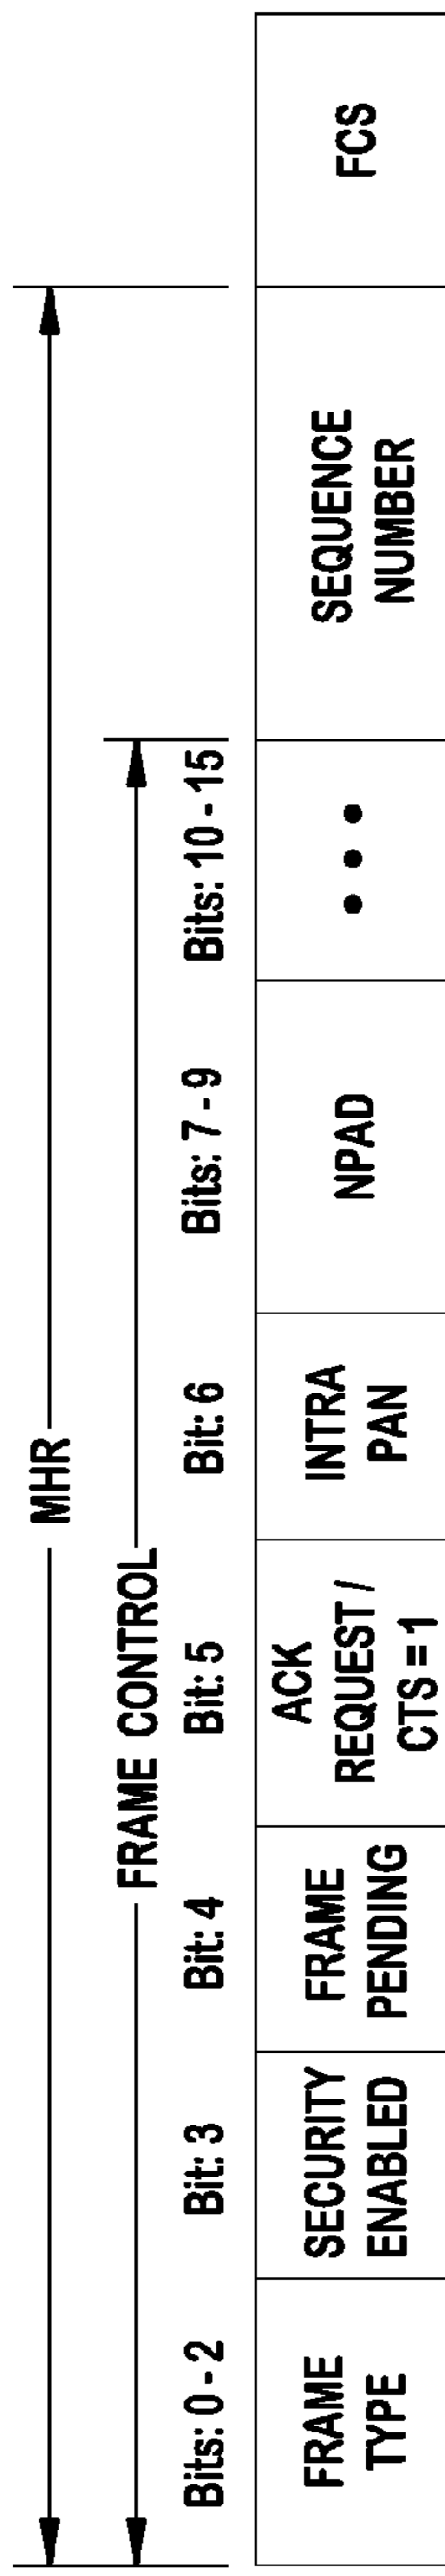 MHR
FRAME CONTROL
Bits: 0 - 2
Bit: 3
Bit: 4
Bit: 5
Bit: 6
Bits: 7 - 9
Bits: 10 - 15
FRAME
TYPE
SECURITY
ENABLED
FRAME
PENDING
ACK
REQUEST /
CTS = 1
INTRA
PAN
NPAD
• • •
SEQUENCE
NUMBER
FCS